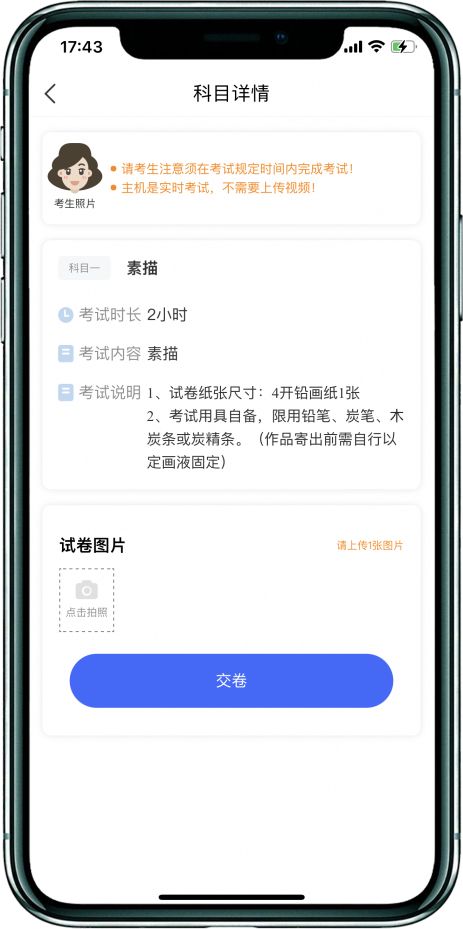 17:43
科目详情
请考生注意须在考试规定时间内完成考试！
主机是实时考试，不需要上传视频！
考生照片
科目一 素描
考试时长 2小时
考试内容 素描
考试说明 1、试卷纸张尺寸：4开铅画纸1张
2、考试用具自备，限用铅笔、炭笔、木
炭条或炭精条。（作品寄出前需自行以
定画液固定）
试卷图片 请上传1张图片
点击拍照
交卷